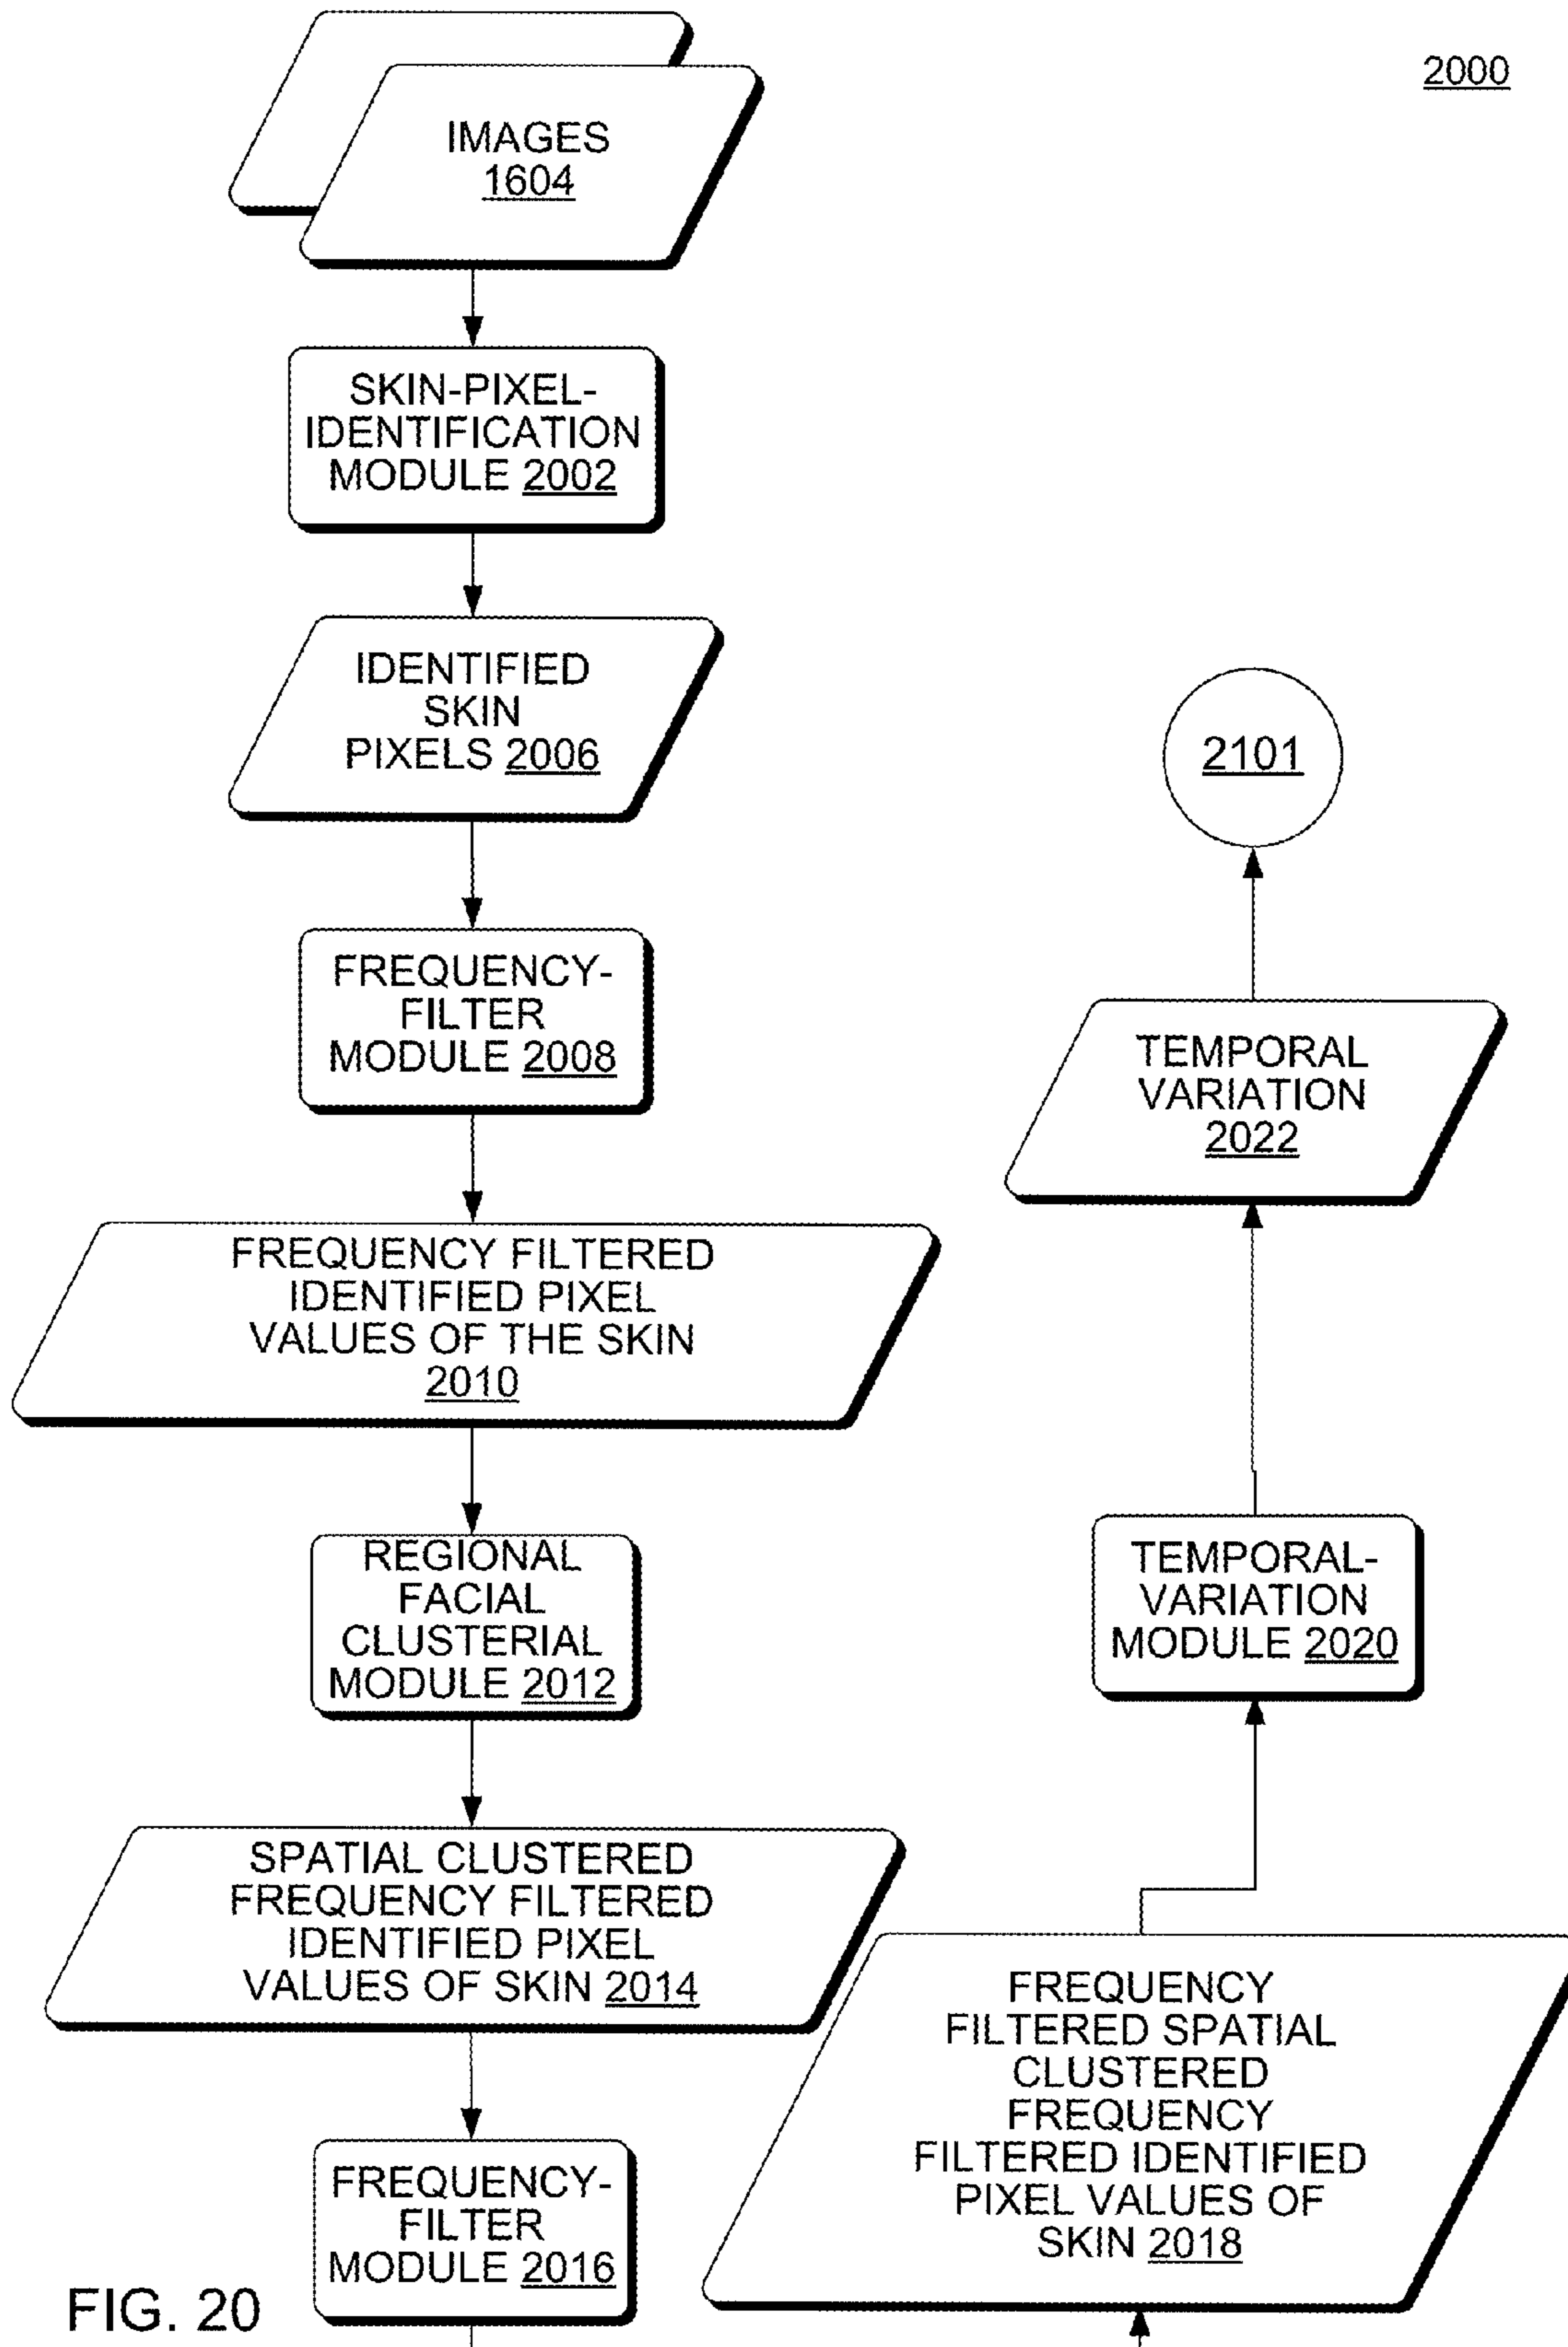 2000
IMAGES
1604
SKIN-PIXEL-
IDENTIFICATION
MODULE 2002
IDENTIFIED
SKIN
PIXELS 2006
FREQUENCY-
FILTER
MODULE 2008
FREQUENCY FILTERED
IDENTIFIED PIXEL
VALUES OF THE SKIN
2010
REGIONAL
FACIAL
CLUSTERIAL
MODULE 2012
SPATIAL CLUSTERED
FREQUENCY FILTERED
IDENTIFIED PIXEL
VALUES OF SKIN 2014
FREQUENCY-
FILTER
MODULE 2016
FREQUENCY
FILTERED SPATIAL
CLUSTERED
FREQUENCY
FILTERED IDENTIFIED
PIXEL VALUES OF
SKIN 2018
TEMPORAL-
VARIATION
MODULE 2020
TEMPORAL
VARIATION
2022
2101
FIG. 20